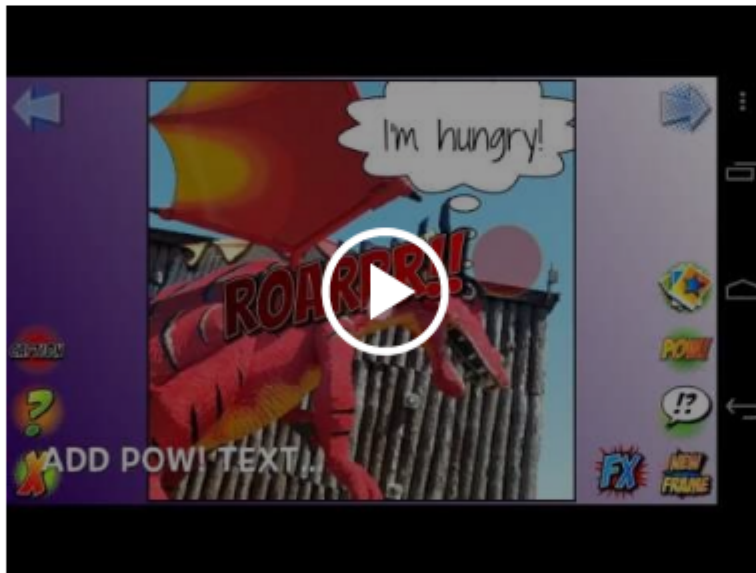 I'm hungry!
ROARRR!!
CAPTION
POW!
?
!?
X
ADD POW! TEXT...
FX
NEW
FRAME